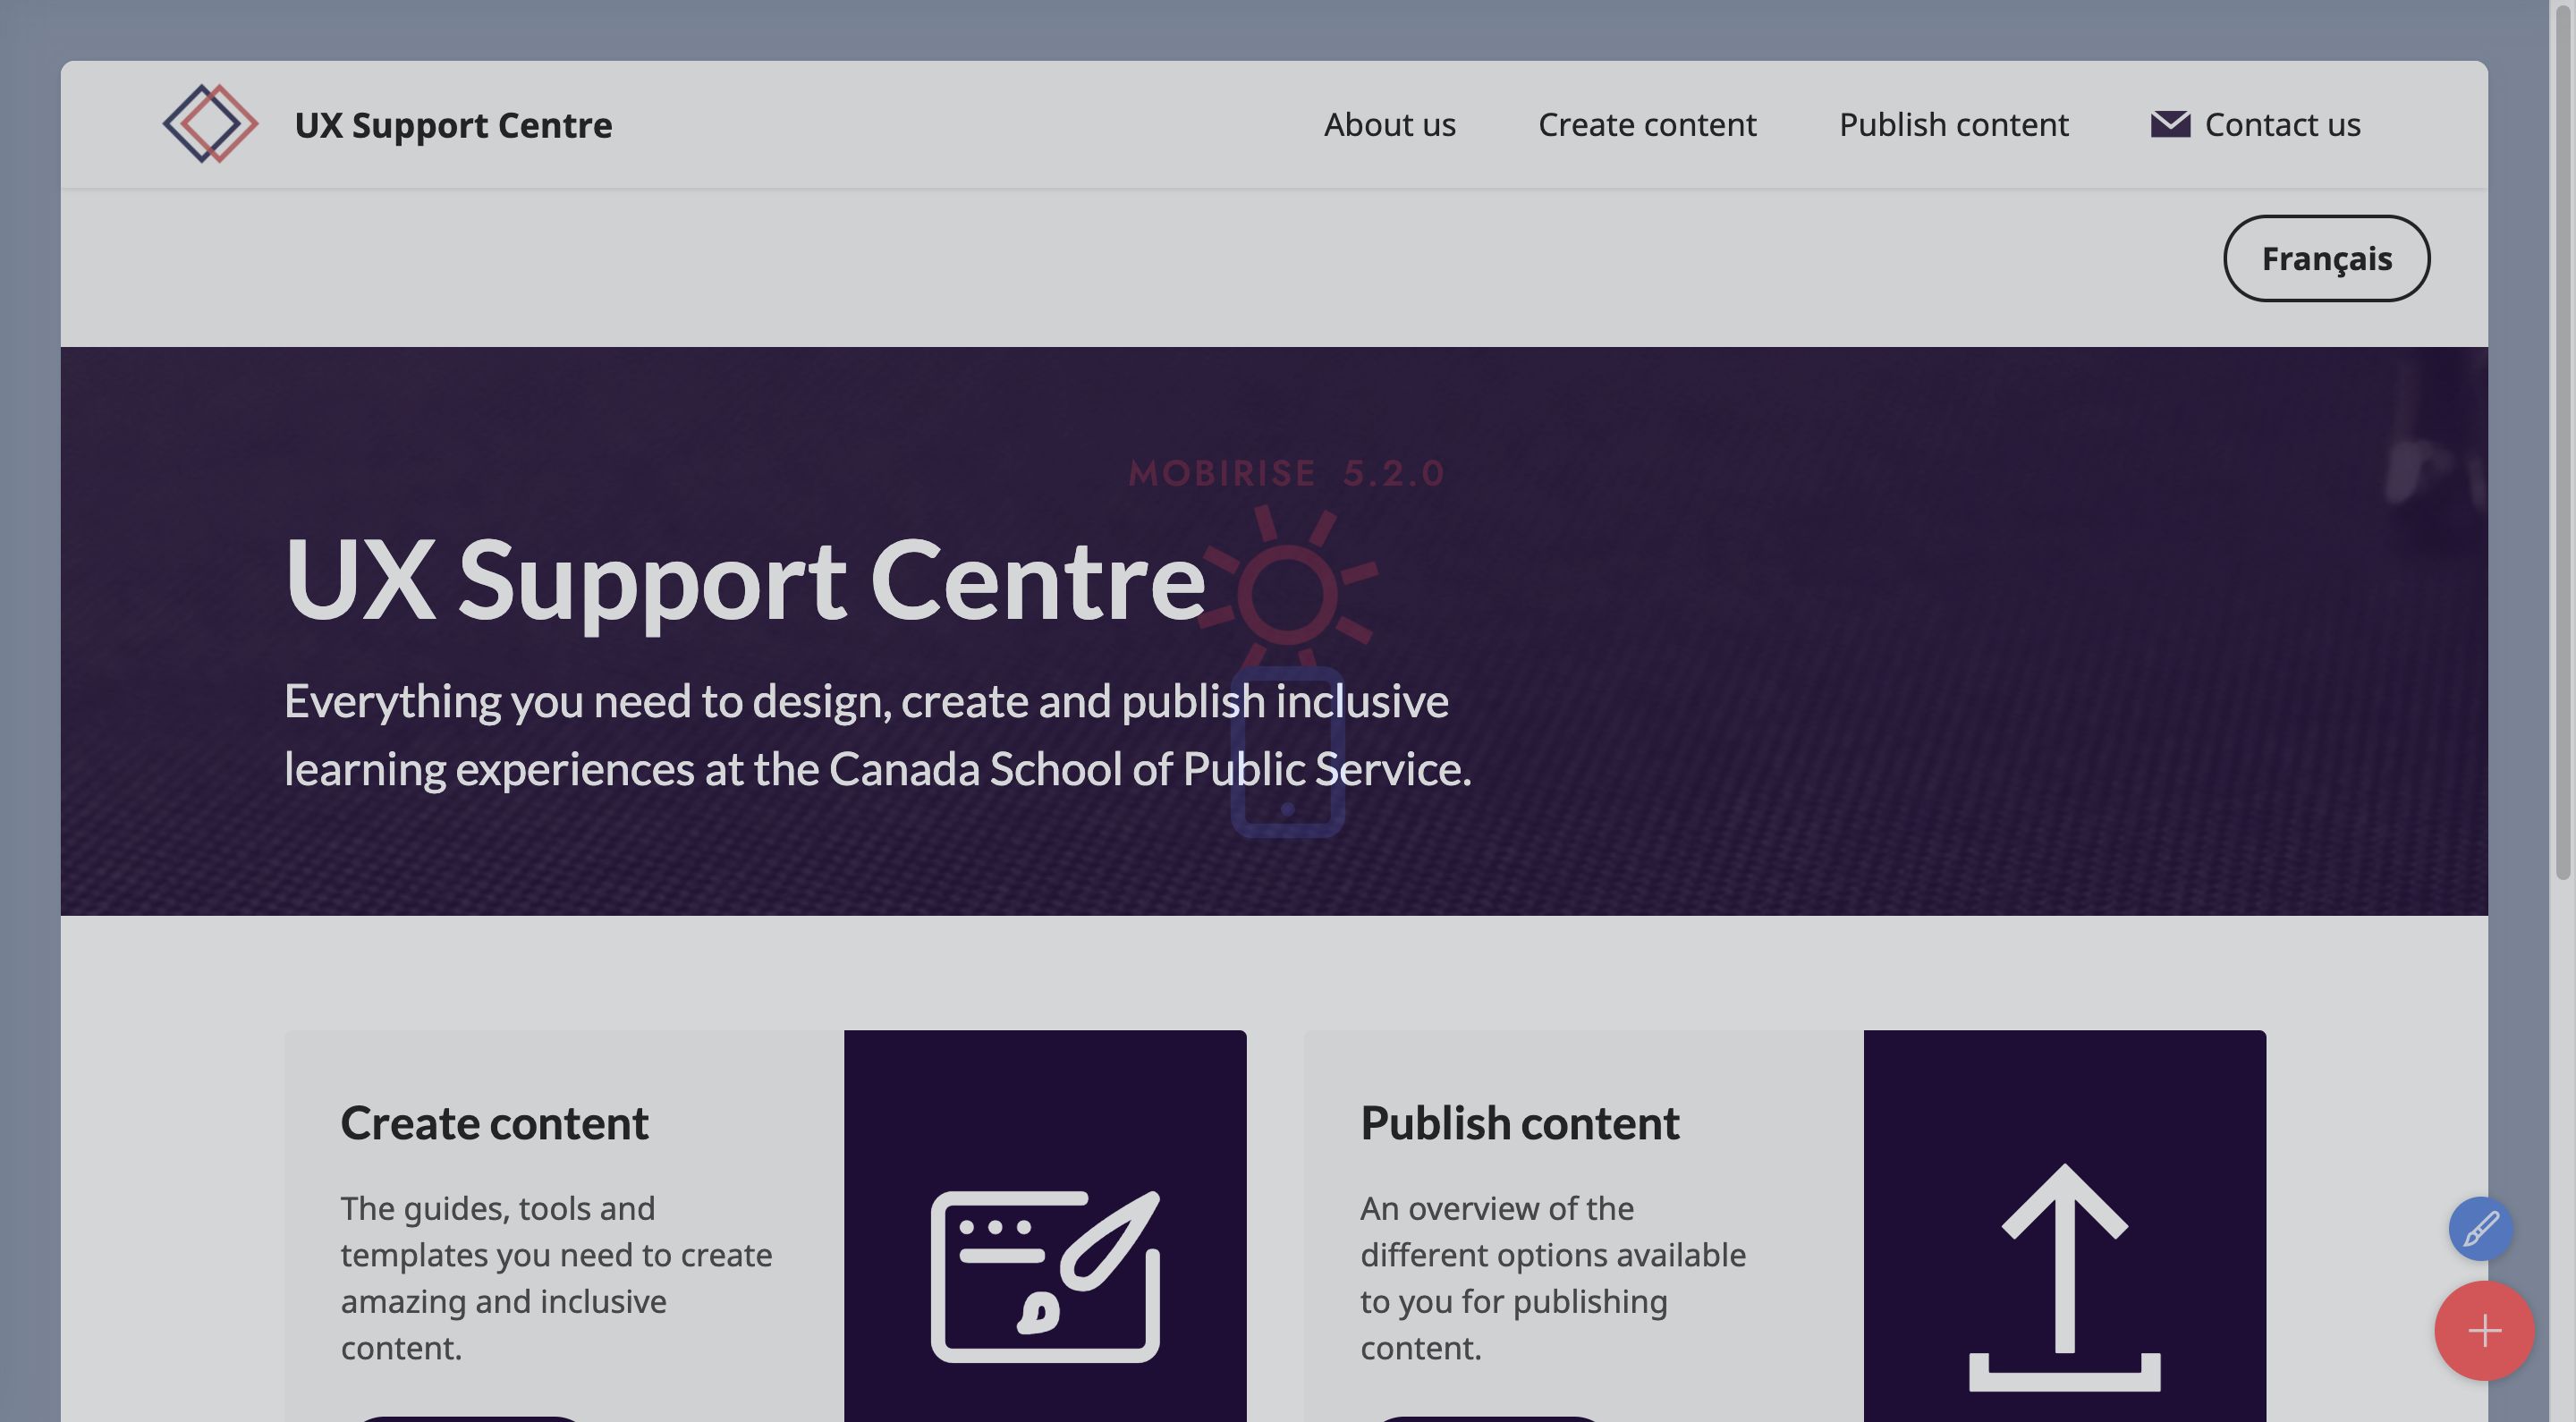 UX Support Centre
About us
Create content
Publish content
Contact us
Français
MOBIRISE 5.2.0
UX Support Centre
Everything you need to design, create and publish inclusive
learning experiences at the Canada School of Public Service.
Create content
The guides, tools and
templates you need to create
amazing and inclusive
content.
Publish content
An overview of the
different options available
to you for publishing
content.